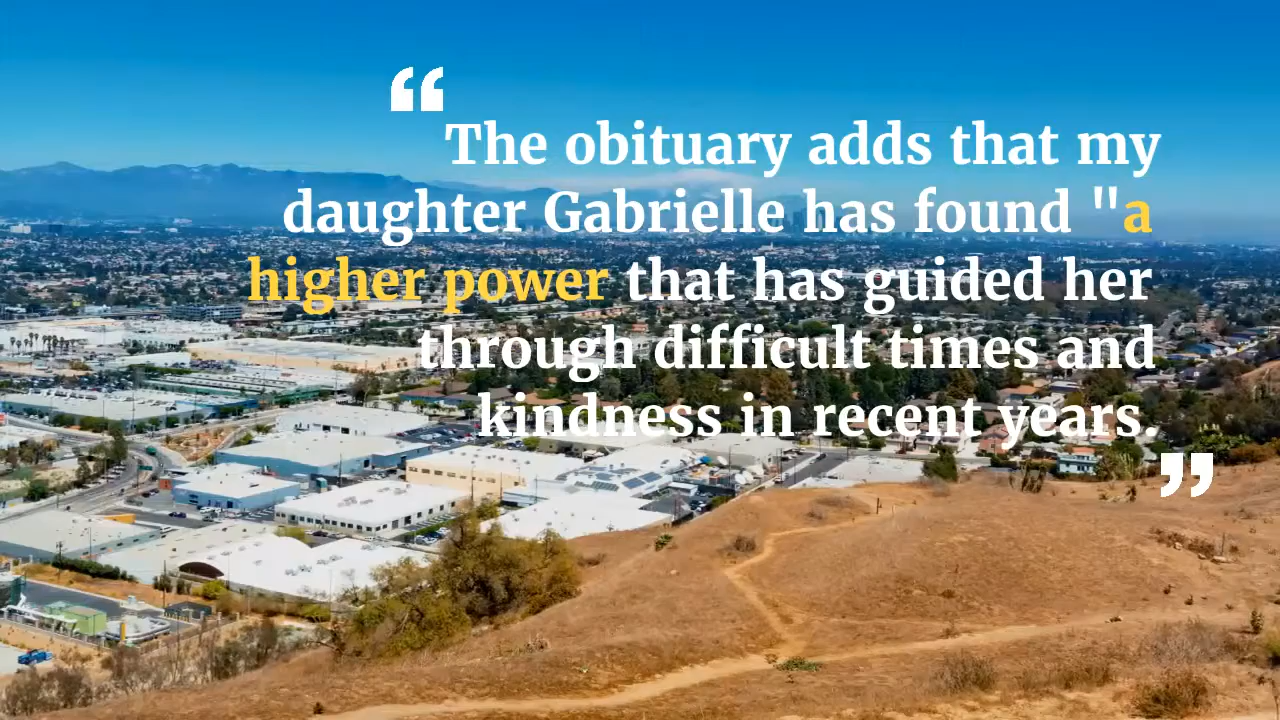 “
The obituary adds that my
daughter Gabrielle has found "a
higher power that has guided her
through difficult times and
kindness in recent years.
”